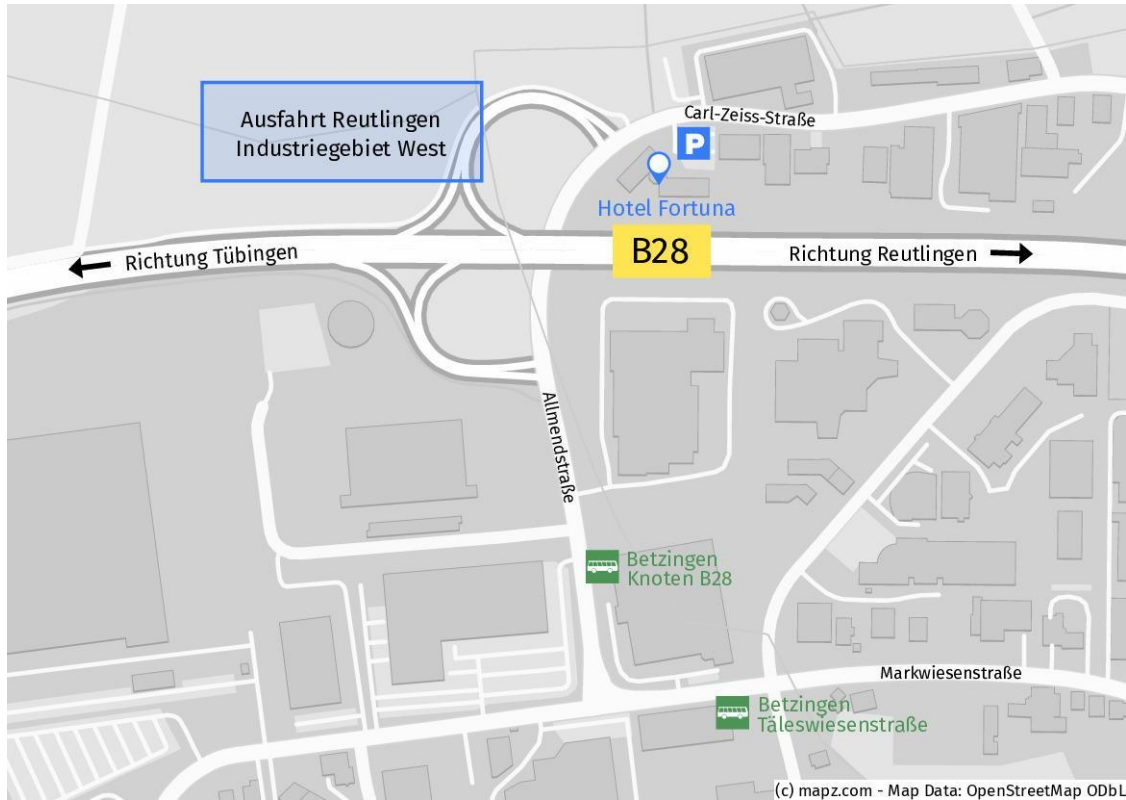 Ausfahrt Reutlingen
Industriegebiet West
Carl-Zeiss-Straße
P
Hotel Fortuna
B28
Richtung Tübingen
Richtung Reutlingen
Allmendstraße
Betzingen
Knoten B28
Markwiesenstraße
Betzingen
Täleswiesenstraße
(c) mapz.com - Map Data: OpenStreetMap ODbL